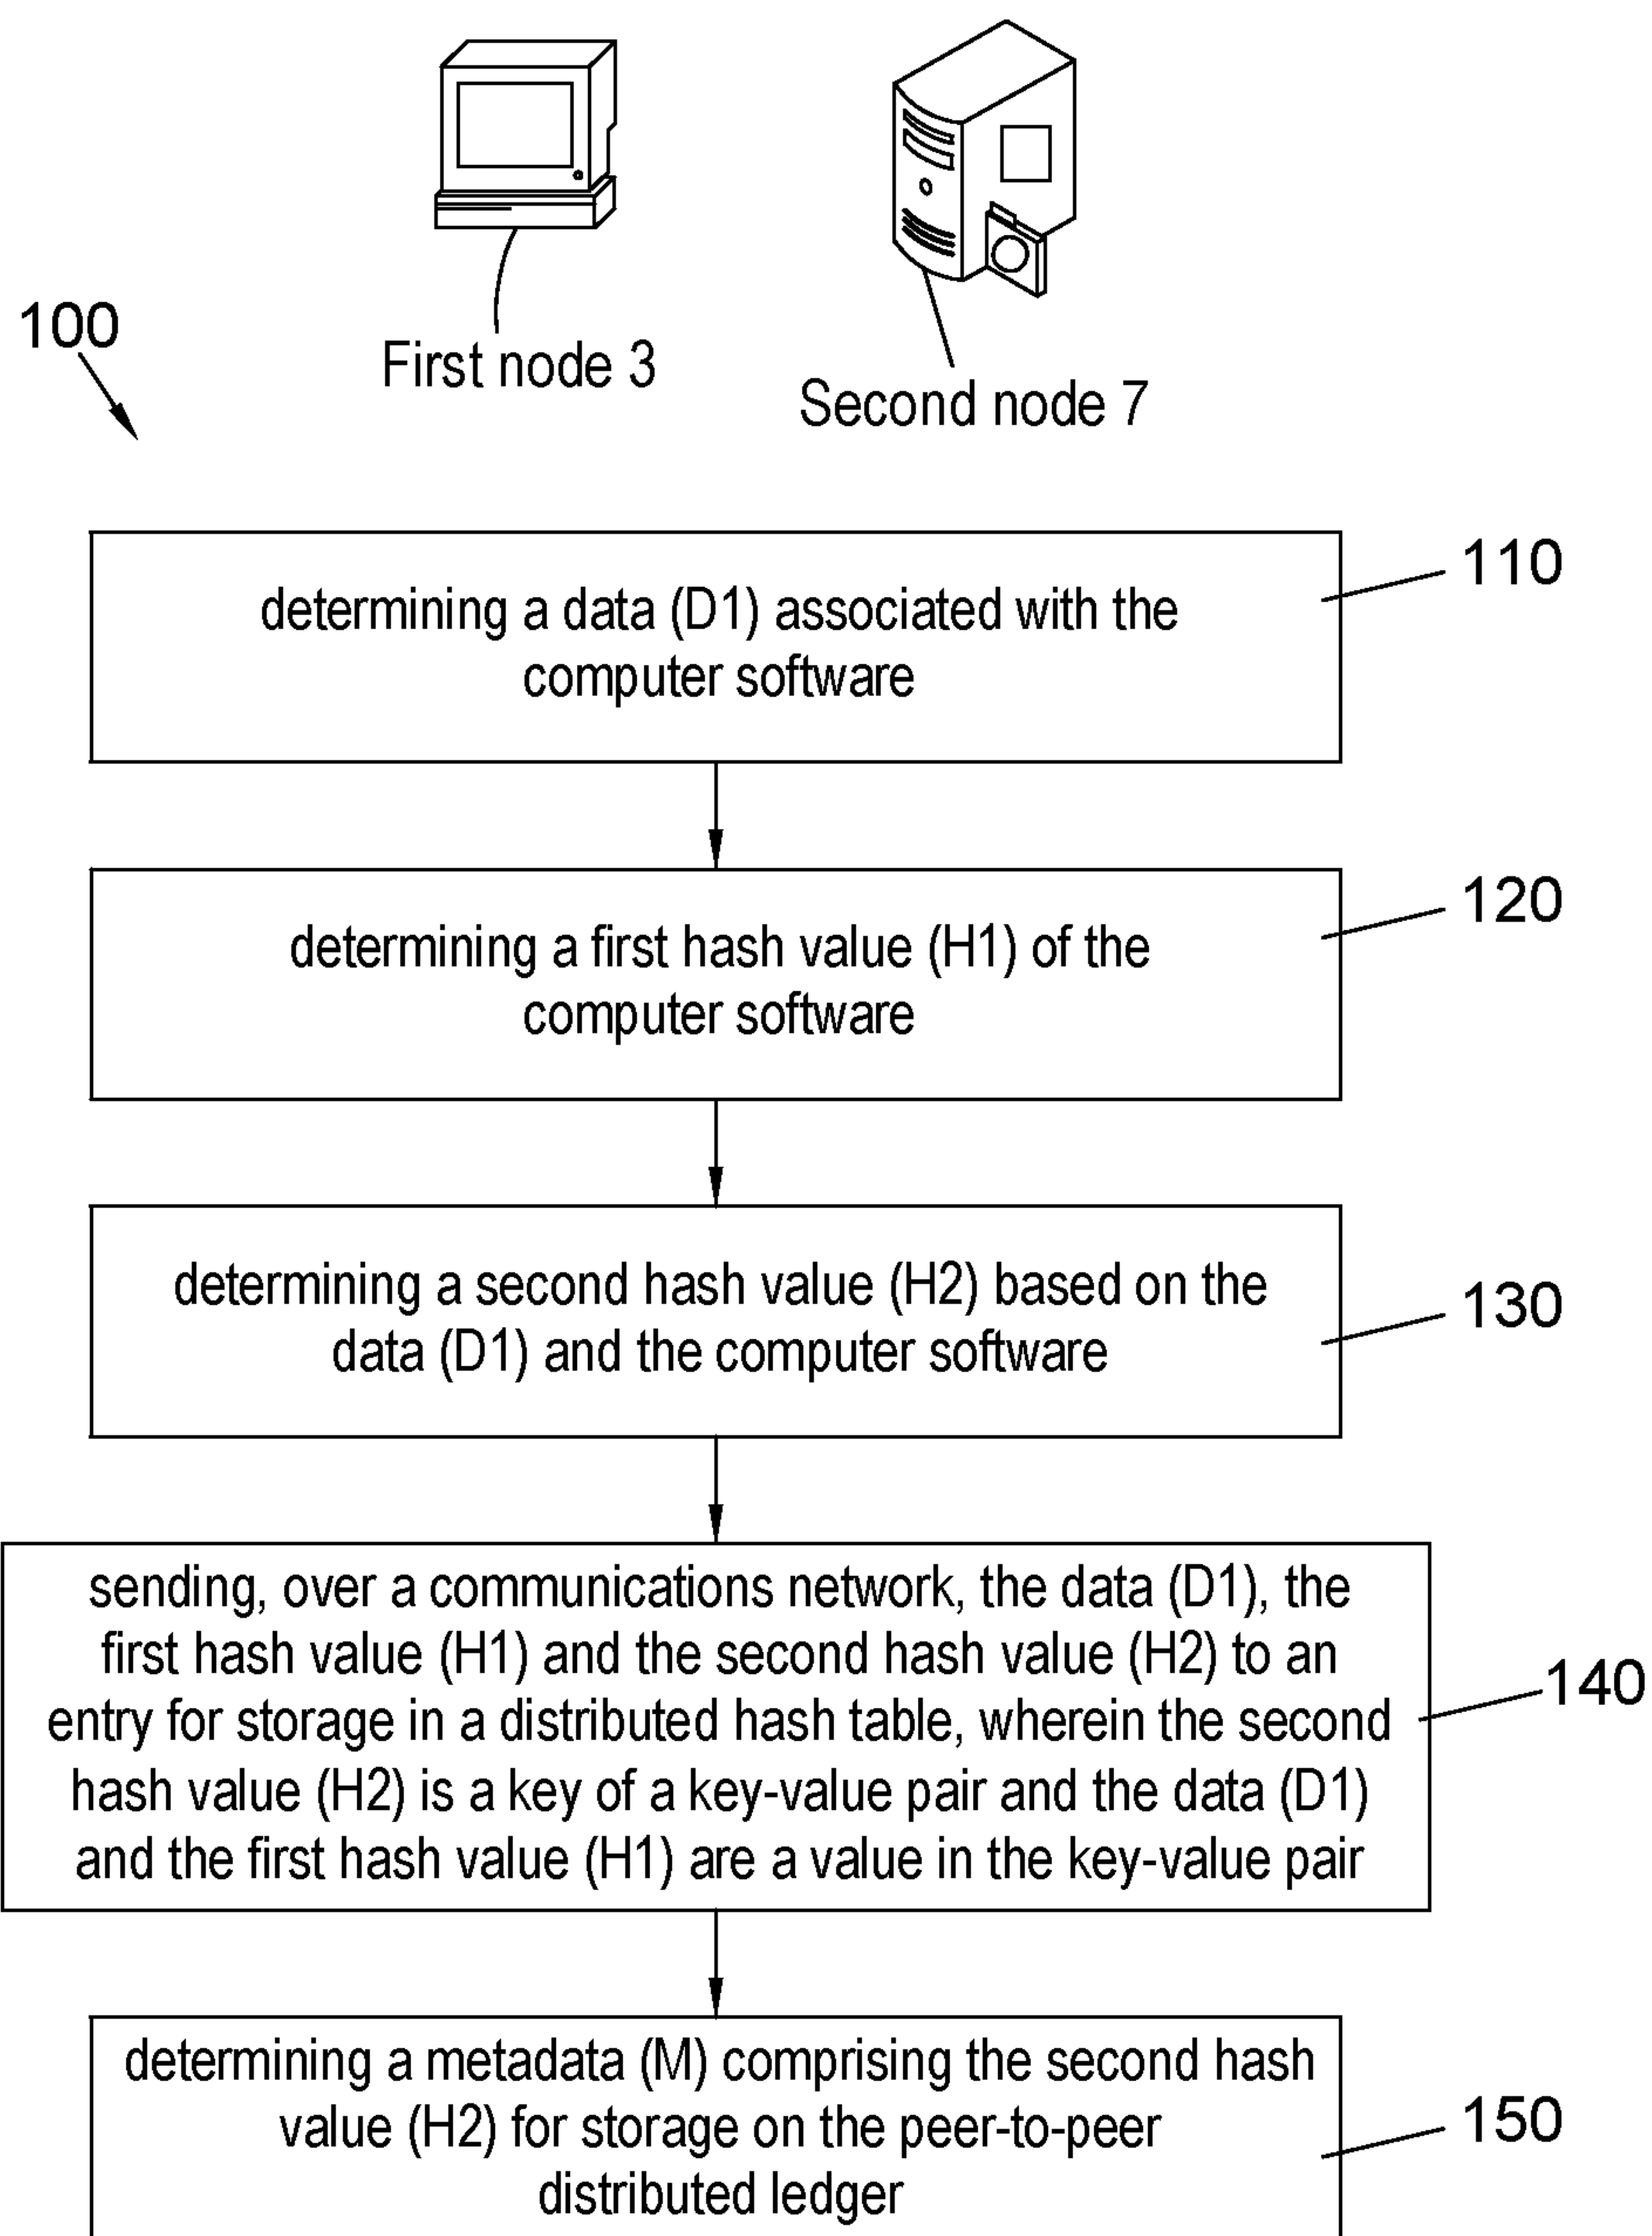 100
First node 3
Second node 7
determining a data (D1) associated with the
computer software
110
determining a first hash value (H1) of the
computer software
120
determining a second hash value (H2) based on the
data (D1) and the computer software
130
sending, over a communications network, the data (D1), the
first hash value (H1) and the second hash value (H2) to an
entry for storage in a distributed hash table, wherein the second
hash value (H2) is a key of a key-value pair and the data (D1)
and the first hash value (H1) are a value in the key-value pair
140
determining a metadata (M) comprising the second hash
value (H2) for storage on the peer-to-peer
distributed ledger
150